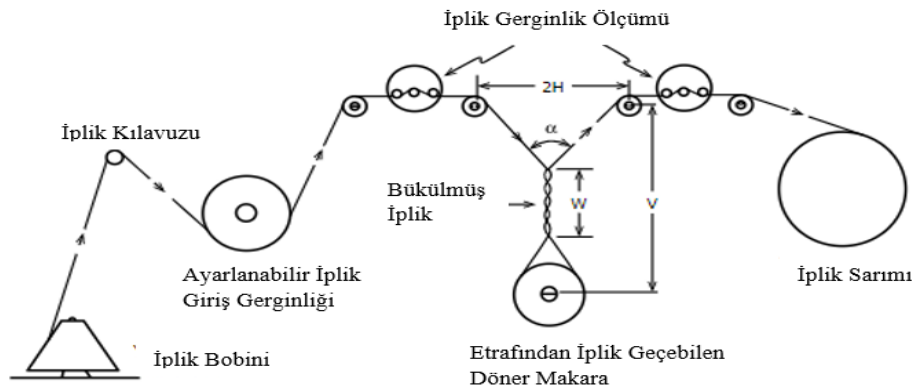 İplik Gerginlik Ölçümü
2H
İplik Kılavuzu
α
Bükülmüş
İplik
W
V
Ayarlanabilir İplik
Giriş Gerginliği
İplik Sarımı
İplik Bobini
Etrafından İplik Geçebilen
Döner Makara